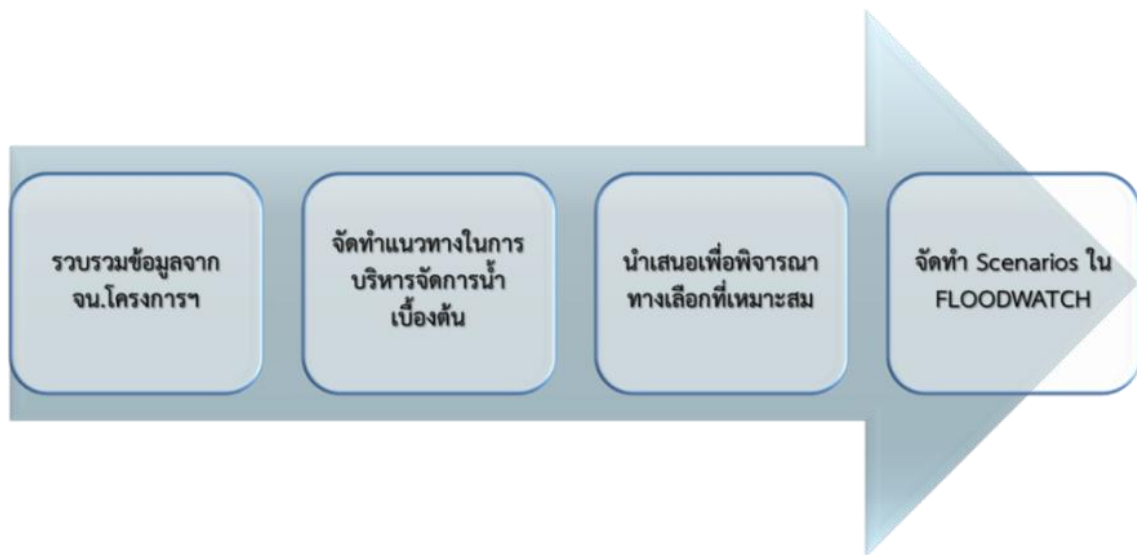 รวบรวมข้อมูลจาก
จน.โครงการฯ
จัดทำแนวทางในการ
บริหารจัดการน้ำ
เบื้องต้น
นำเสนอเพื่อพิจารณา
ทางเลือกที่เหมาะสม
จัดทำ Scenarios ใน
FLOODWATCH